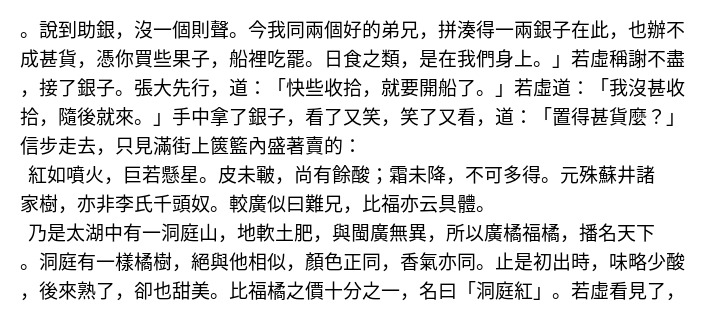 。說到助銀，沒一個則聲。今我同兩個好的弟兄，拼湊得一兩銀子在此，也辦不
成甚貨，憑你買些果子，船裡吃罷。日食之類，是在我們身上。」若虛稱謝不盡
，接了銀子。張大先行，道：「快些收拾，就要開船了。」若虛道：「我沒甚收
拾，隨後就來。」手中拿了銀子，看了又笑，笑了又看，道：「置得甚貨麼？」
信步走去，只見滿街上篋籃內盛著賣的：
紅如噴火，巨若懸星。皮未皸，尚有餘酸；霜未降，不可多得。元殊蘇井諸
家樹，亦非李氏千頭奴。較廣似曰難兄，比福亦云具體。
乃是太湖中有一洞庭山，地軟土肥，與閩廣無異，所以廣橘福橘，播名天下
。洞庭有一樣橘樹，絕與他相似，顏色正同，香氣亦同。止是初出時，味略少酸
，後來熟了，卻也甜美。比福橘之價十分之一，名曰「洞庭紅」。若虛看見了，